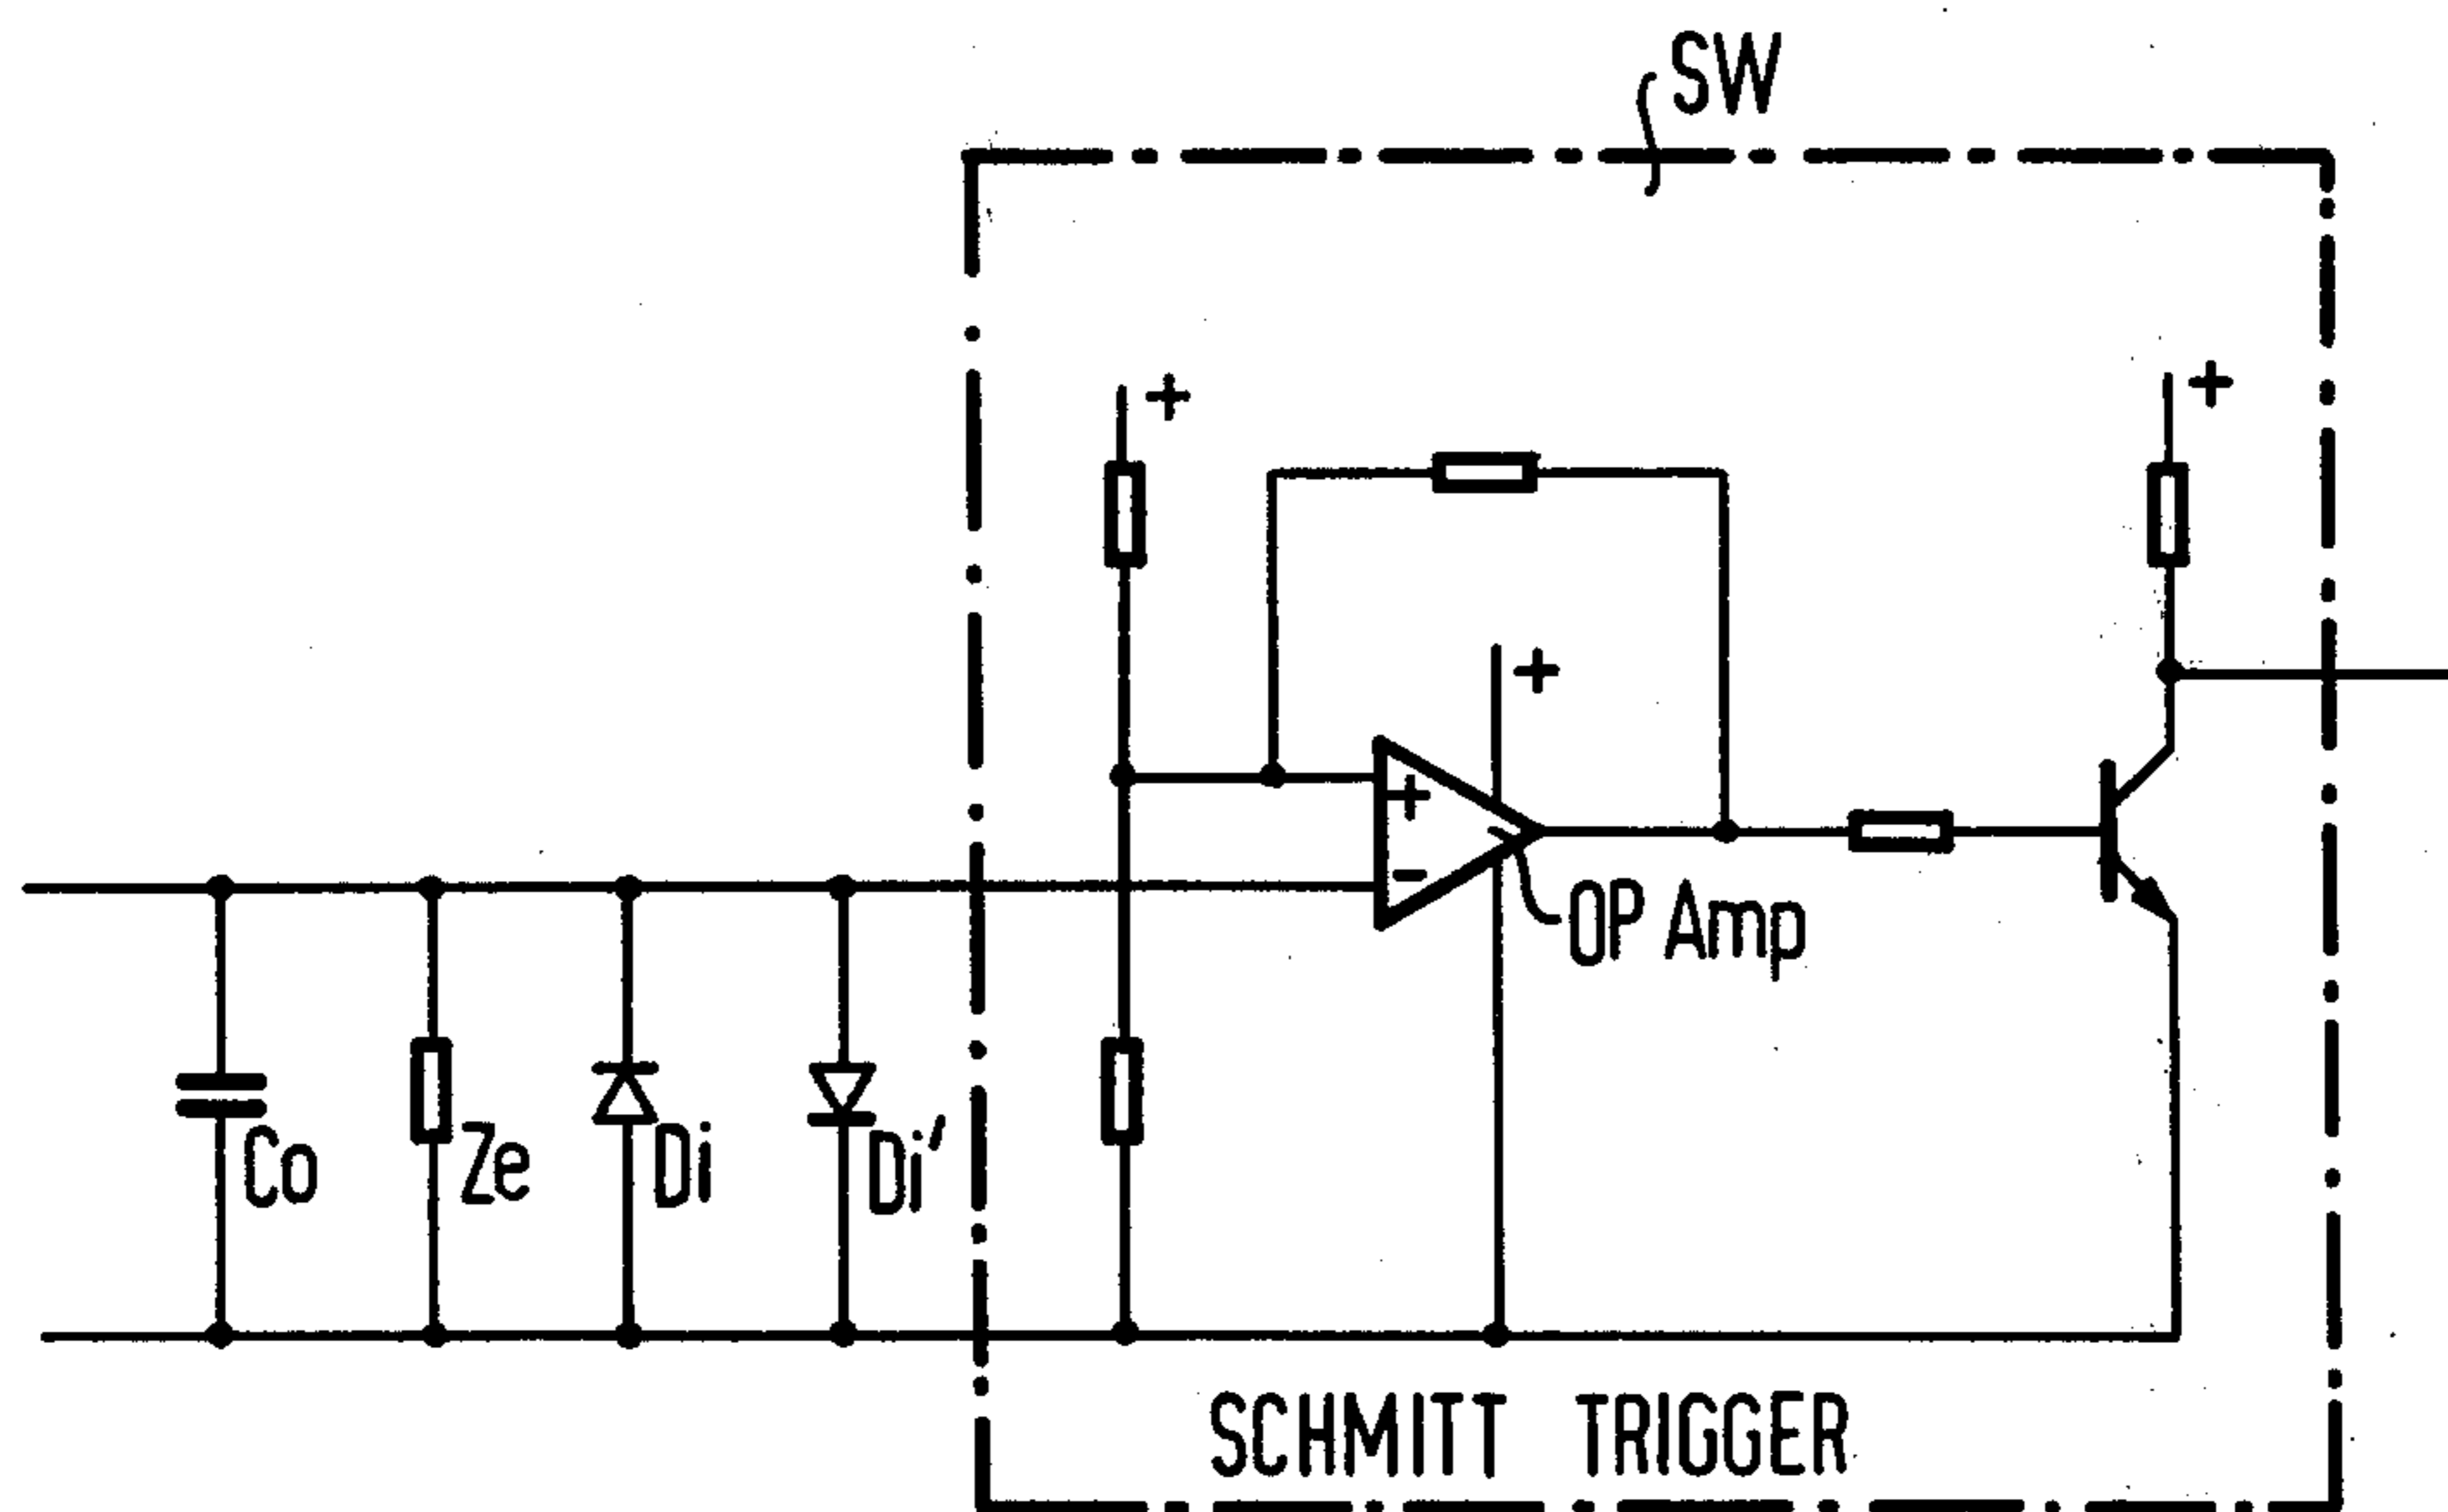 SW
+
+
+
+
-
OP Amp
Co
Ze
Di
Di′
SCHMITT TRIGGER